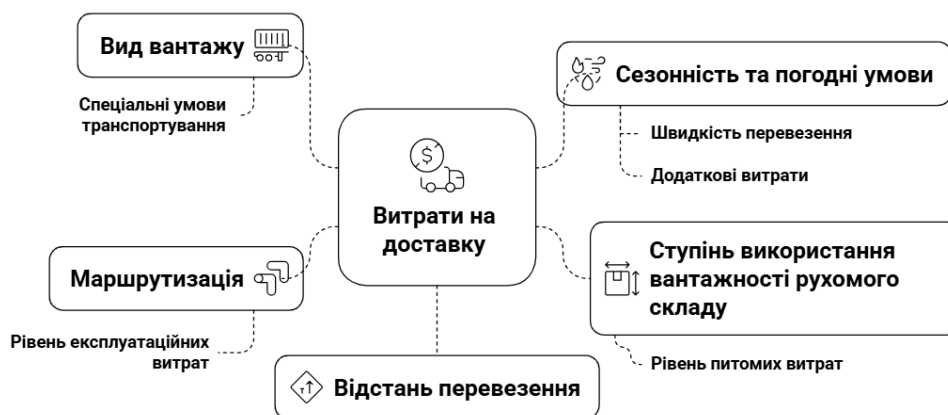 Вид вантажу
Спеціальні умови
транспортування
Сезонність та погодні умови
Швидкість перевезення
Додаткові витрати
$
Витрати на
доставку
Маршрутизація
Рівень експлуатаційних
витрат
Ступінь використання
вантажності рухомого
складу
Рівень питомих витрат
Відстань перевезення